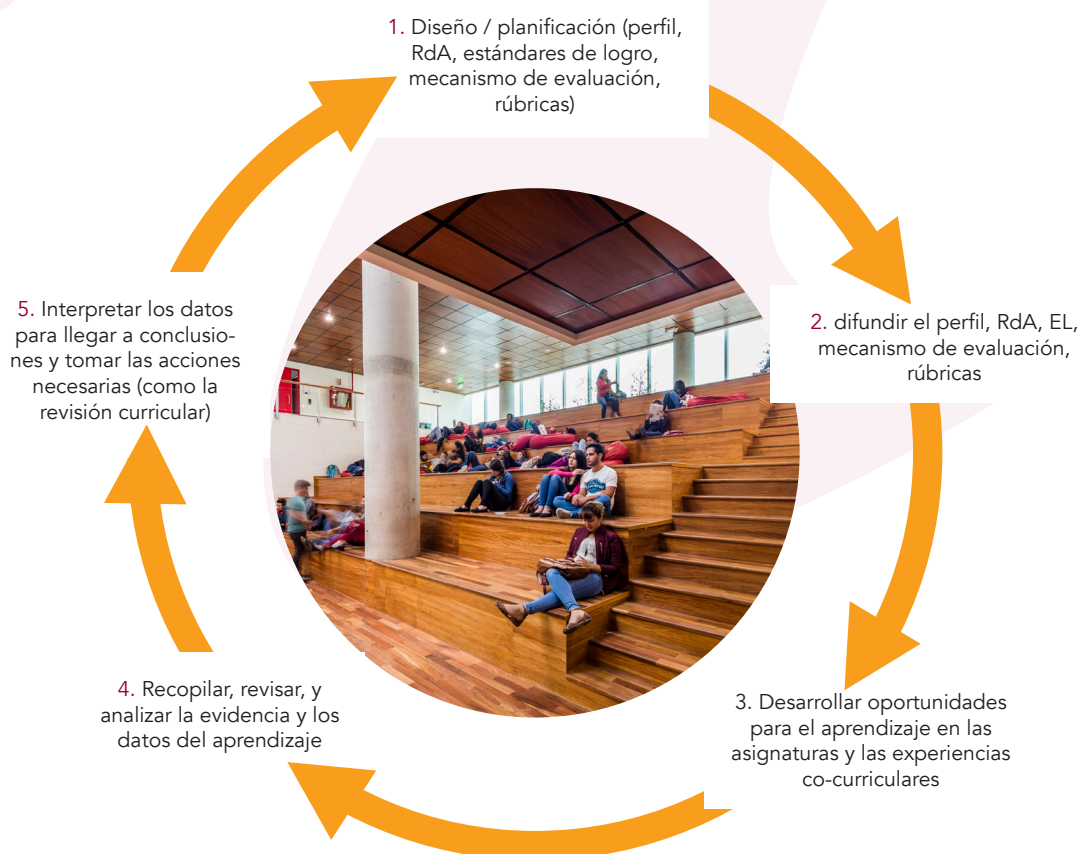 1. Diseño / planificación (perfil,
RdA, estándares de logro,
mecanismo de evaluación,
rúbricas)
2. difundir el perfil, RdA, EL,
mecanismo de evaluación,
rúbricas
3. Desarrollar oportunidades
para el aprendizaje en las
asignaturas y las experiencias
co-curriculares
4. Recopilar, revisar, y
analizar la evidencia y los
datos del aprendizaje
5. Interpretar los datos
para llegar a conclusio-
nes y tomar las acciones
necesarias (como la
revisión curricular)